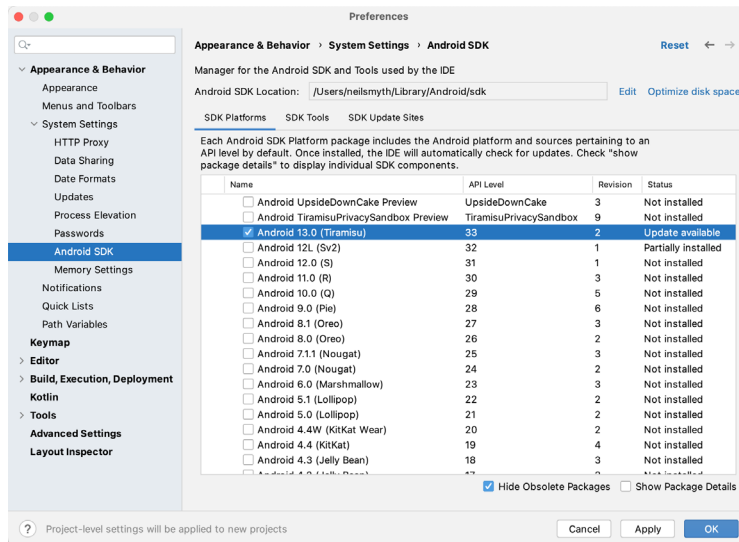 Preferences
Appearance & Behavior
Appearance
Menus and Toolbars
System Settings
HTTP Proxy
Data Sharing
Date Formats
Updates
Process Elevation
Passwords
Android SDK
Memory Settings
Notifications
Quick Lists
Path Variables
Keymap
Editor
Build, Execution, Deployment
Kotlin
Tools
Advanced Settings
Layout Inspector
Appearance & Behavior › System Settings › Android SDK Reset
Manager for the Android SDK and Tools used by the IDE
Android SDK Location: /Users/neilsmyth/Library/Android/sdk Edit Optimize disk space
SDK Platforms SDK Tools SDK Update Sites
Each Android SDK Platform package includes the Android platform and sources pertaining to an
API level by default. Once installed, the IDE will automatically check for updates. Check "show
package details" to display individual SDK components.
Name API Level Revision Status
Android UpsideDownCake Preview UpsideDownCake 3 Not installed
Android TiramisuPrivacySandbox Preview TiramisuPrivacySandbox 9 Not installed
Android 13.0 (Tiramisu) 33 2 Update available
Android 12L (Sv2) 32 1 Partially installed
Android 12.0 (S) 31 1 Not installed
Android 11.0 (R) 30 3 Not installed
Android 10.0 (Q) 29 5 Not installed
Android 9.0 (Pie) 28 6 Not installed
Android 8.1 (Oreo) 27 3 Not installed
Android 8.0 (Oreo) 26 2 Not installed
Android 7.1.1 (Nougat) 25 3 Not installed
Android 7.0 (Nougat) 24 2 Not installed
Android 6.0 (Marshmallow) 23 3 Not installed
Android 5.1 (Lollipop) 22 2 Not installed
Android 5.0 (Lollipop) 21 2 Not installed
Android 4.4W (KitKat Wear) 20 2 Not installed
Android 4.4 (KitKat) 19 4 Not installed
Android 4.3 (Jelly Bean) 18 3 Not installed
Hide Obsolete Packages Show Package Details
? Project-level settings will be applied to new projects
Cancel Apply OK